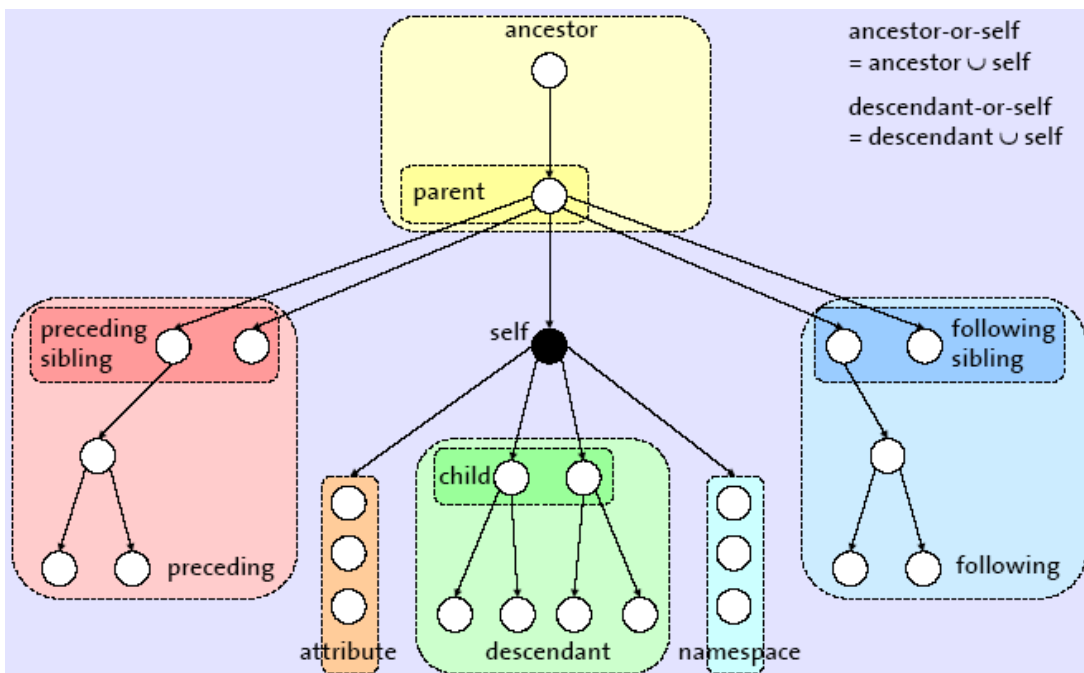 ancestor
ancestor-or-self
= ancestor ∪ self
descendant-or-self
= descendant ∪ self
parent
preceding
sibling
self
following
sibling
child
preceding
following
attribute
descendant
namespace